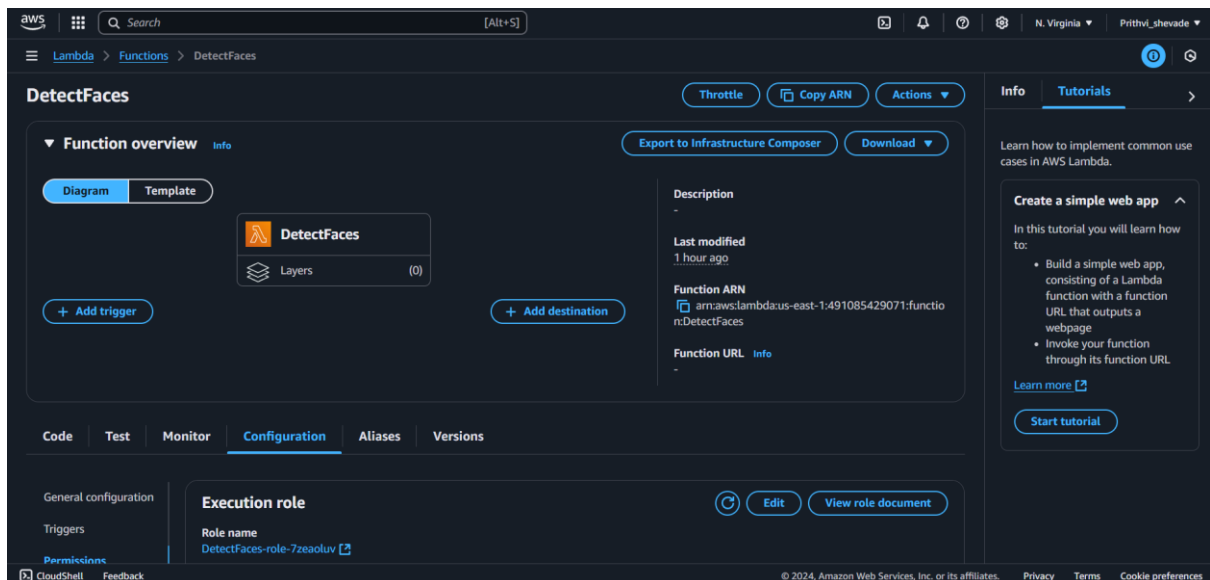 aws
Search [Alt+S]
N. Virginia ▼
Prithvi_shevade ▼
Lambda > Functions > DetectFaces
DetectFaces
Throttle
Copy ARN
Actions ▼
▼ Function overview Info
Export to Infrastructure Composer
Download ▼
Diagram
Template
DetectFaces
Layers (0)
+ Add trigger
+ Add destination
Description
-
Last modified
1 hour ago
Function ARN
arn:aws:lambda:us-east-1:491085429071:functio
n:DetectFaces
Function URL Info
-
Code
Test
Monitor
Configuration
Aliases
Versions
General configuration
Triggers
Permissions
Execution role
Edit
View role document
Role name
DetectFaces-role-7zeaoluv
Info
Tutorials
Learn how to implement common use
cases in AWS Lambda.
Create a simple web app
In this tutorial you will learn how
to:
• Build a simple web app,
consisting of a Lambda
function with a function
URL that outputs a
webpage
• Invoke your function
through its function URL
Learn more
Start tutorial
CloudShell Feedback
© 2024, Amazon Web Services, Inc. or its affiliates. Privacy Terms Cookie preferences